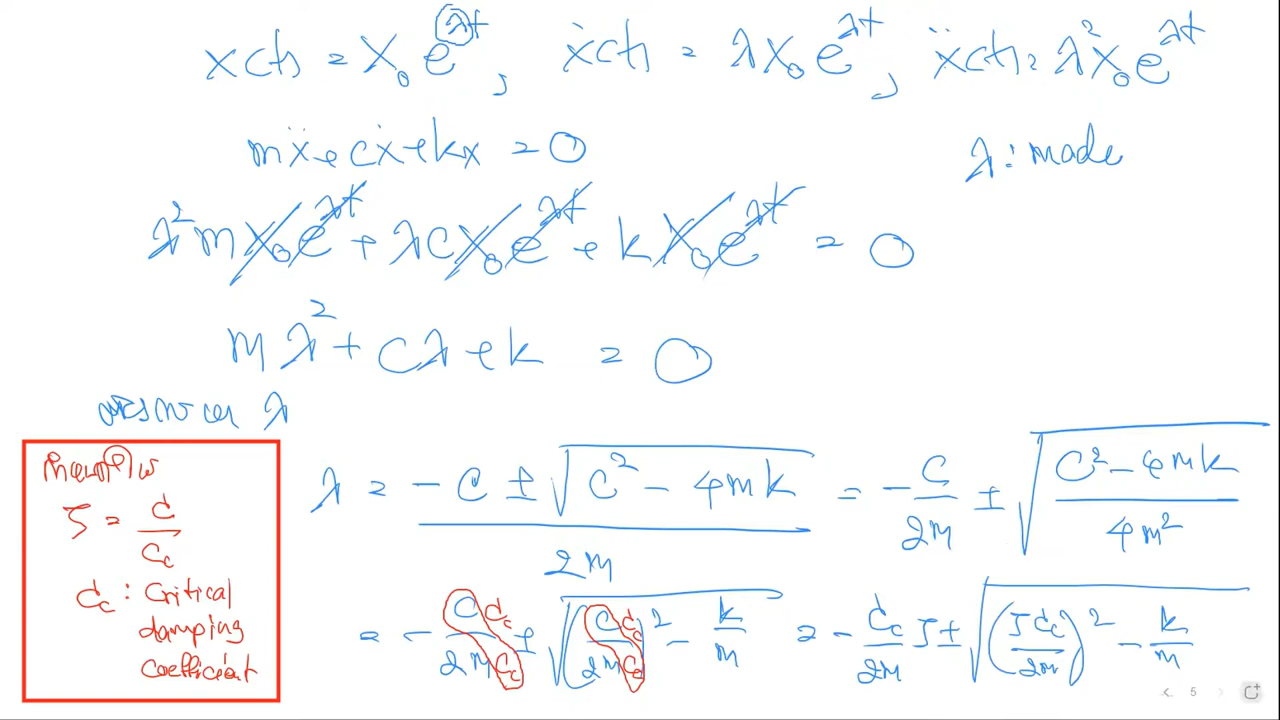 x(t) = X₀e^λt, ẋ(t) = λX₀e^λt, ẍ(t) = λ²X₀e^λt
mẍ + cẋ + kx = 0
λ : mode
λ²mX₀e^λt + λcX₀e^λt + kX₀e^λt = 0
mλ² + cλ + k = 0
λ
λ = (-c ± √(c² - 4mk)) / 2m = -c/2m ± √((c² - 4mk)/4m²)
ζ = c/c_c
c_c : Critical
damping
coefficient
= -(c c_c)/(2m c_c) ± √(((c c_c)/(2m c_c))² - k/m) = -(c_c/2m)ζ ± √((ζc_c/2m)² - k/m)
5